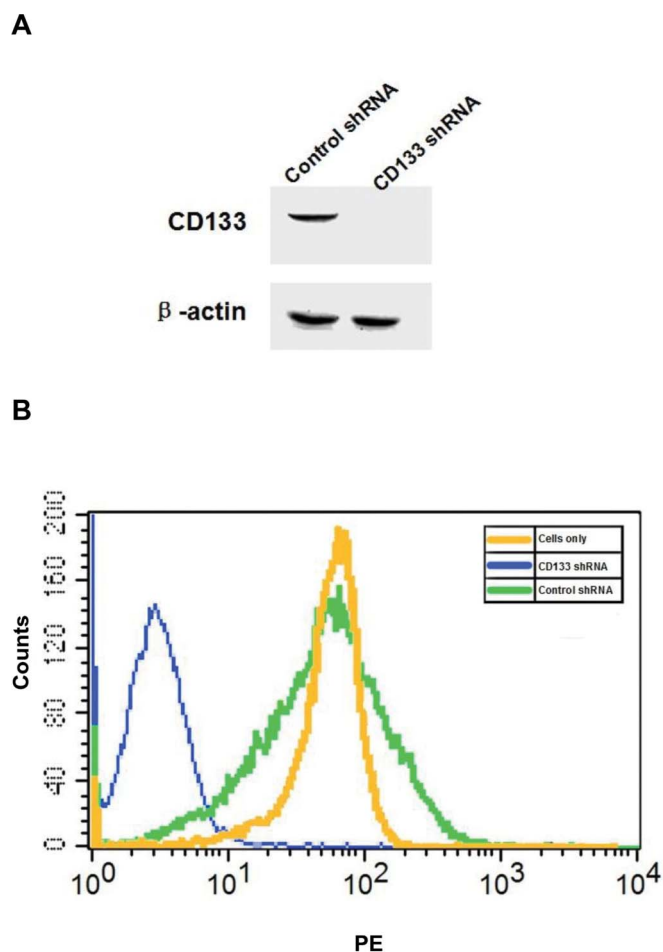 A
Control shRNA
CD133 shRNA
CD133
β -actin
B
200
160
120
80
40
0
Counts
Cells only
CD133 shRNA
Control shRNA
10⁰
10¹
10²
10³
10⁴
PE